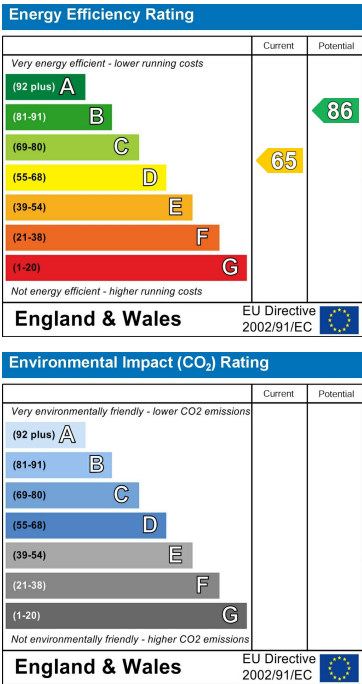 Energy Efficiency Rating
Current Potential
Very energy efficient - lower running costs
(92 plus) A
(81-91) B
(69-80) C
(55-68) D
(39-54) E
(21-38) F
(1-20) G
65
86
Not energy efficient - higher running costs
England & Wales
EU Directive
2002/91/EC
Environmental Impact (CO₂) Rating
Current Potential
Very environmentally friendly - lower CO2 emissions
(92 plus) A
(81-91) B
(69-80) C
(55-68) D
(39-54) E
(21-38) F
(1-20) G
Not environmentally friendly - higher CO2 emissions
England & Wales
EU Directive
2002/91/EC